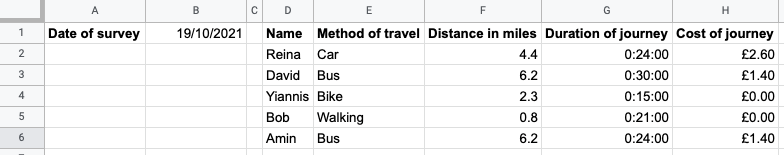 A B C D E F G H
1 Date of survey 19/10/2021 Name Method of travel Distance in miles Duration of journey Cost of journey
2 Reina Car 4.4 0:24:00 £2.60
3 David Bus 6.2 0:30:00 £1.40
4 Yiannis Bike 2.3 0:15:00 £0.00
5 Bob Walking 0.8 0:21:00 £0.00
6 Amin Bus 6.2 0:24:00 £1.40